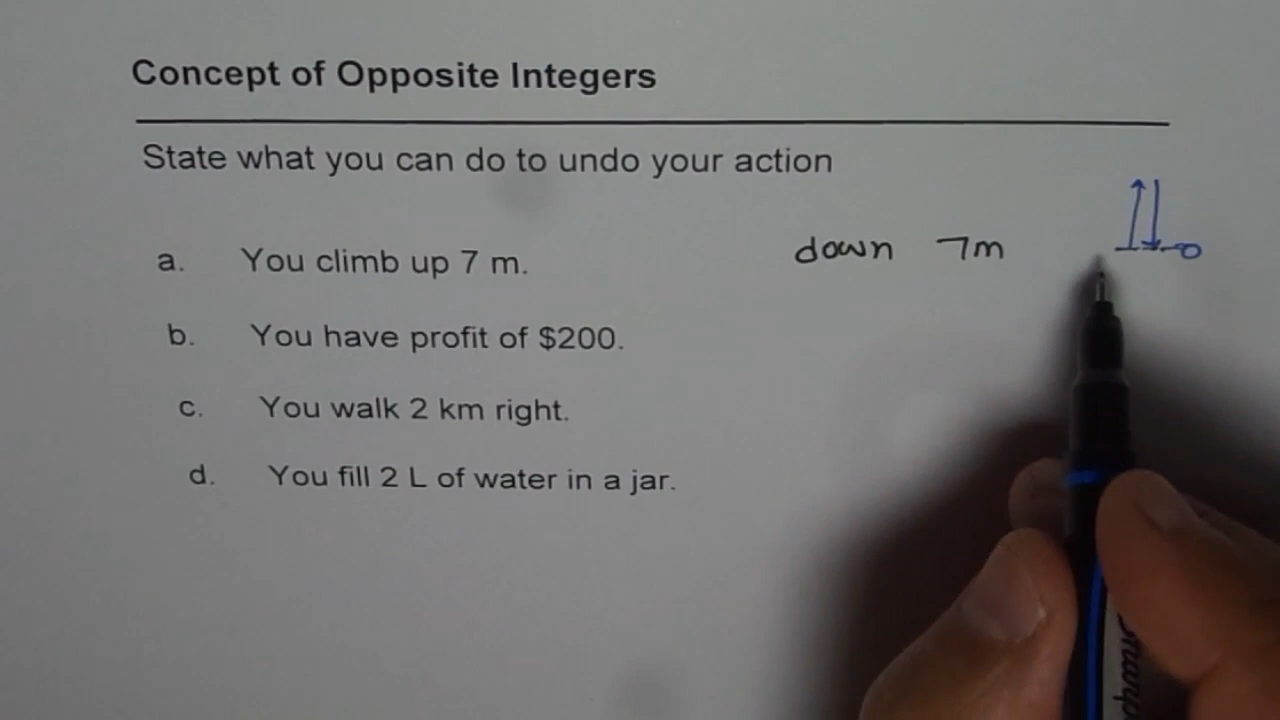 Concept of Opposite Integers
State what you can do to undo your action
a. You climb up 7 m. down 7m
0
b. You have profit of $200.
c. You walk 2 km right.
d. You fill 2 L of water in a jar.